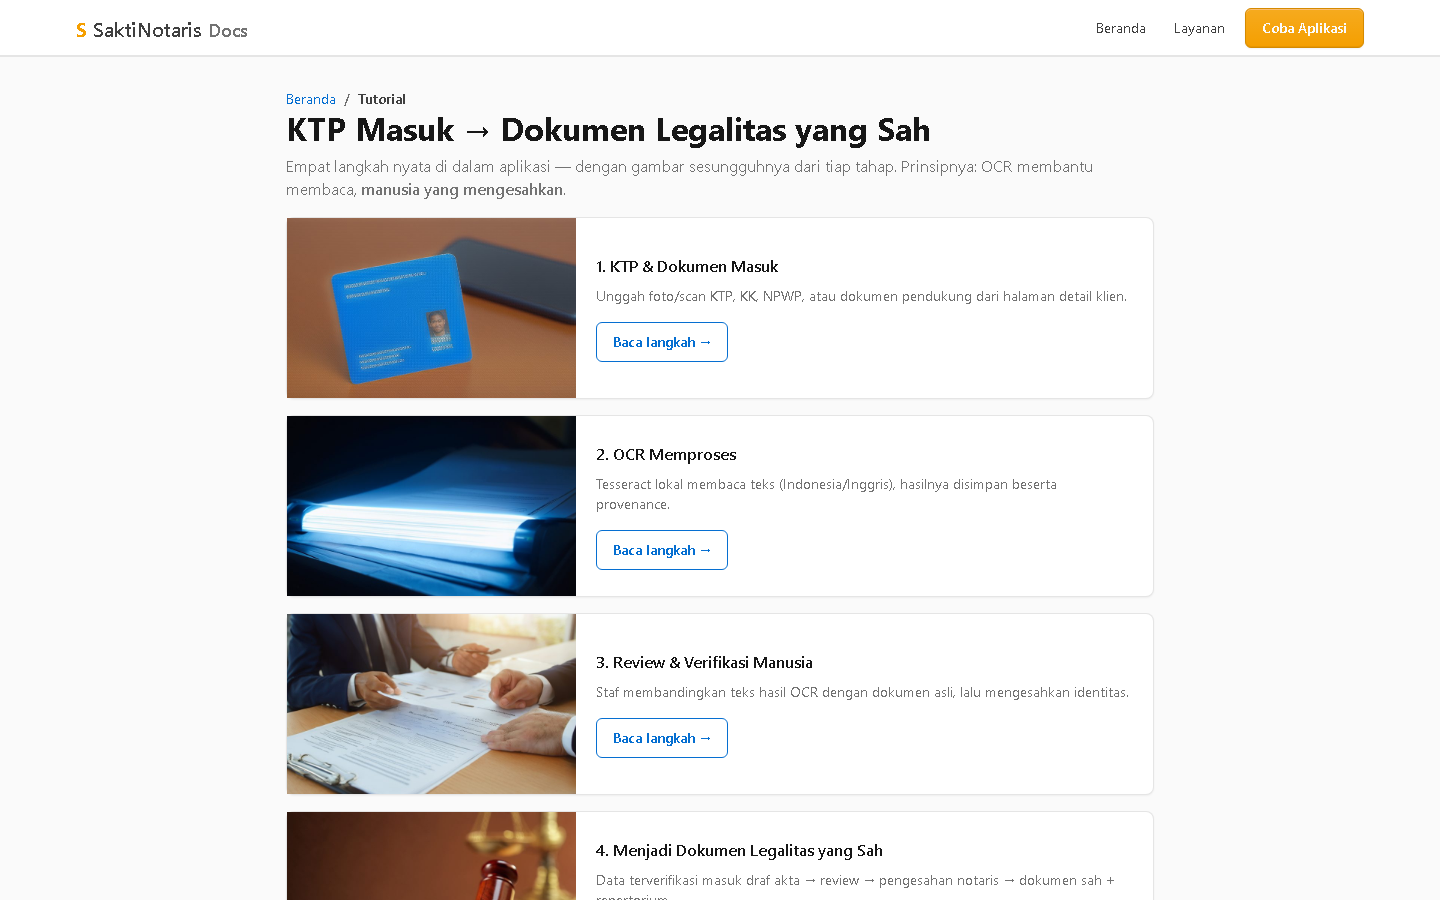 S SaktiNotaris Docs
Beranda
Layanan
Coba Aplikasi
Beranda / Tutorial
KTP Masuk → Dokumen Legalitas yang Sah
Empat langkah nyata di dalam aplikasi — dengan gambar sesungguhnya dari tiap tahap. Prinsipnya: OCR membantu
membaca, manusia yang mengesahkan.
1. KTP & Dokumen Masuk
Unggah foto/scan KTP, KK, NPWP, atau dokumen pendukung dari halaman detail klien.
Baca langkah →
2. OCR Memproses
Tesseract lokal membaca teks (Indonesia/Inggris), hasilnya disimpan beserta
provenance.
Baca langkah →
3. Review & Verifikasi Manusia
Staf membandingkan teks hasil OCR dengan dokumen asli, lalu mengesahkan identitas.
Baca langkah →
4. Menjadi Dokumen Legalitas yang Sah
Data terverifikasi masuk draf akta → review → pengesahan notaris → dokumen sah +